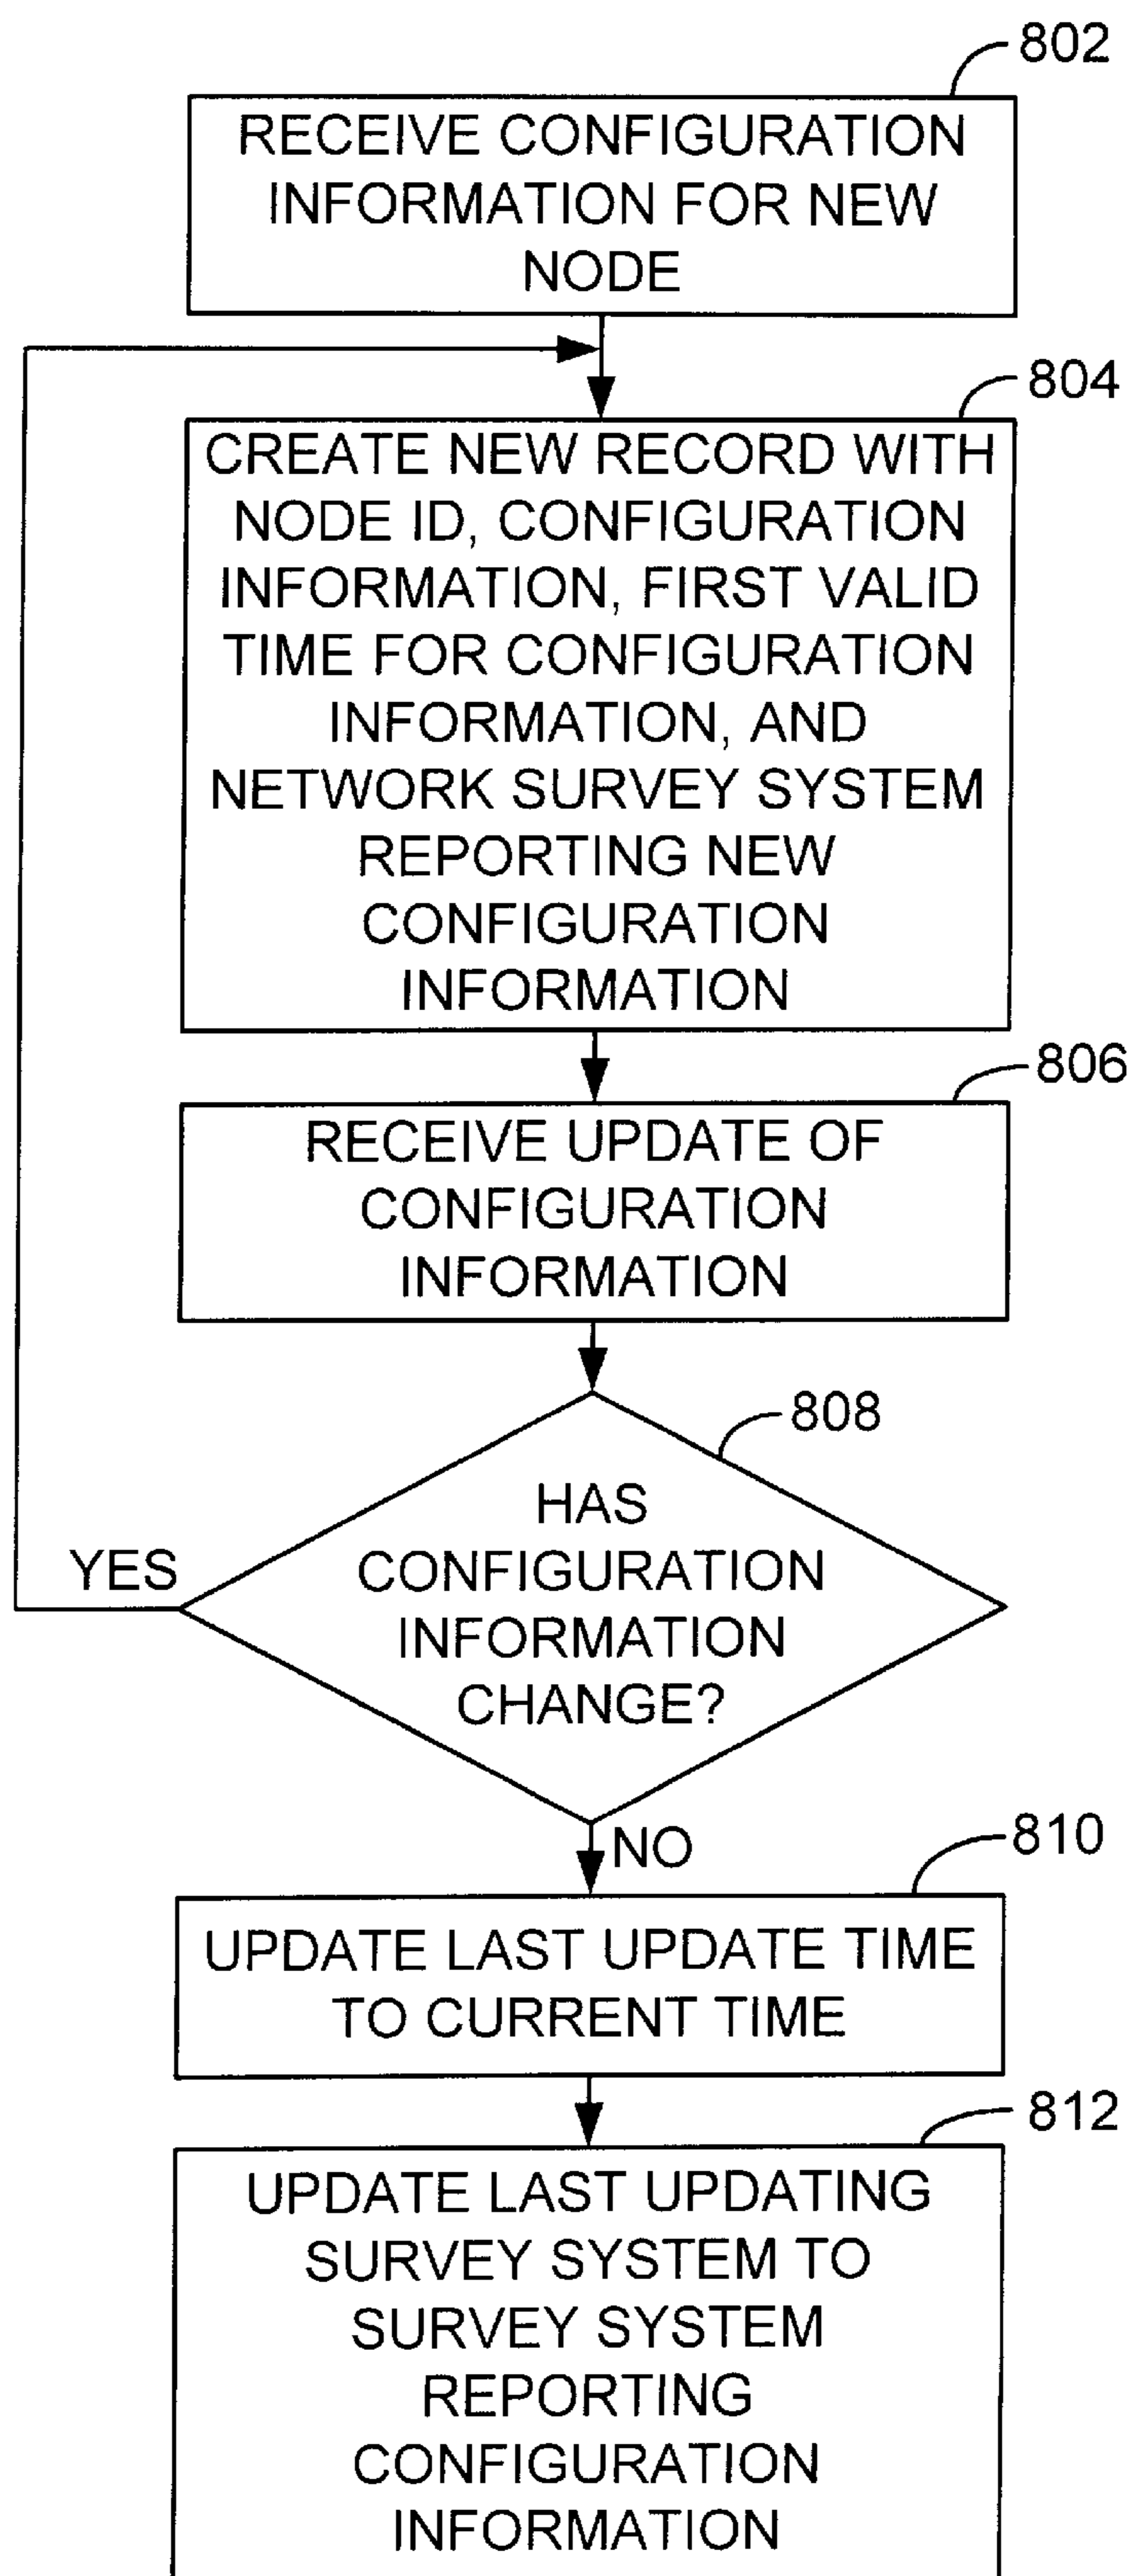 802
RECEIVE CONFIGURATION
INFORMATION FOR NEW
NODE
804
CREATE NEW RECORD WITH
NODE ID, CONFIGURATION
INFORMATION, FIRST VALID
TIME FOR CONFIGURATION
INFORMATION, AND
NETWORK SURVEY SYSTEM
REPORTING NEW
CONFIGURATION
INFORMATION
806
RECEIVE UPDATE OF
CONFIGURATION
INFORMATION
808
HAS
CONFIGURATION
INFORMATION
CHANGE?
YES
NO
810
UPDATE LAST UPDATE TIME
TO CURRENT TIME
812
UPDATE LAST UPDATING
SURVEY SYSTEM TO
SURVEY SYSTEM
REPORTING
CONFIGURATION
INFORMATION